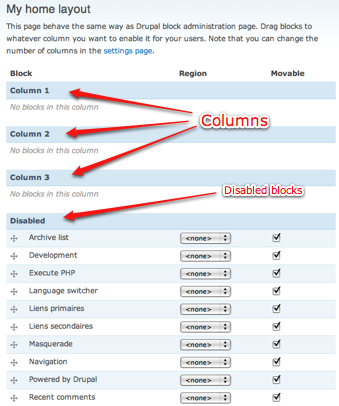 My home layout
This page behave the same way as Drupal block administration page. Drag blocks to
whatever column you want to enable it for your users. Note that you can change the
number of columns in the settings page.
Block Region Movable
Column 1
No blocks in this column
Columns
Column 2
No blocks in this column
Column 3
No blocks in this column
Disabled blocks
Disabled
Archive list <none>
Development <none>
Execute PHP <none>
Language switcher <none>
Liens primaires <none>
Liens secondaires <none>
Masquerade <none>
Navigation <none>
Powered by Drupal <none>
Recent comments <none>